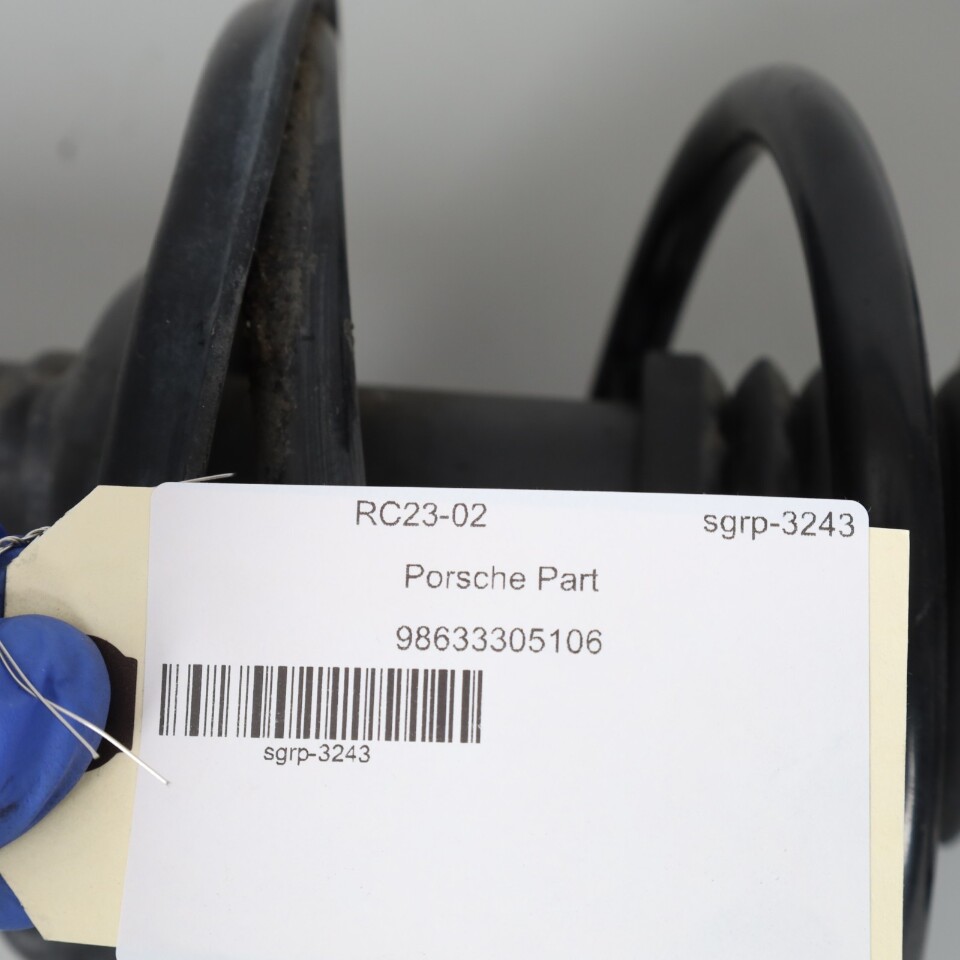 RC23-02 sgrp-3243
Porsche Part
98633305106
sgrp-3243